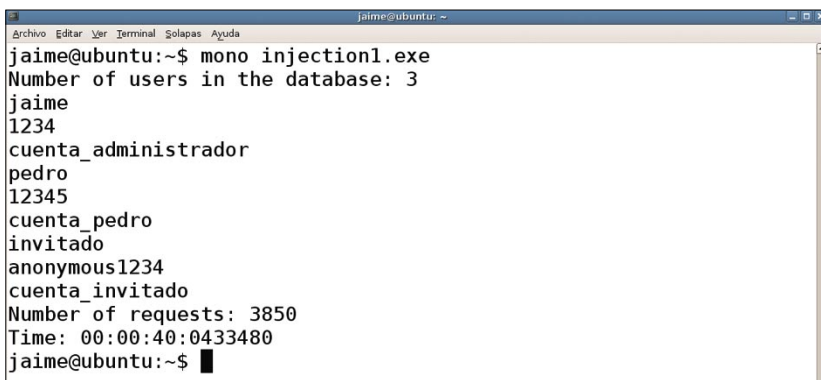 jaime@ubuntu: ~
Archivo Editar Ver Terminal Solapas Ayuda
jaime@ubuntu:~$ mono injection1.exe
Number of users in the database: 3
jaime
1234
cuenta_administrador
pedro
12345
cuenta_pedro
invitado
anonymous1234
cuenta_invitado
Number of requests: 3850
Time: 00:00:40:0433480
jaime@ubuntu:~$